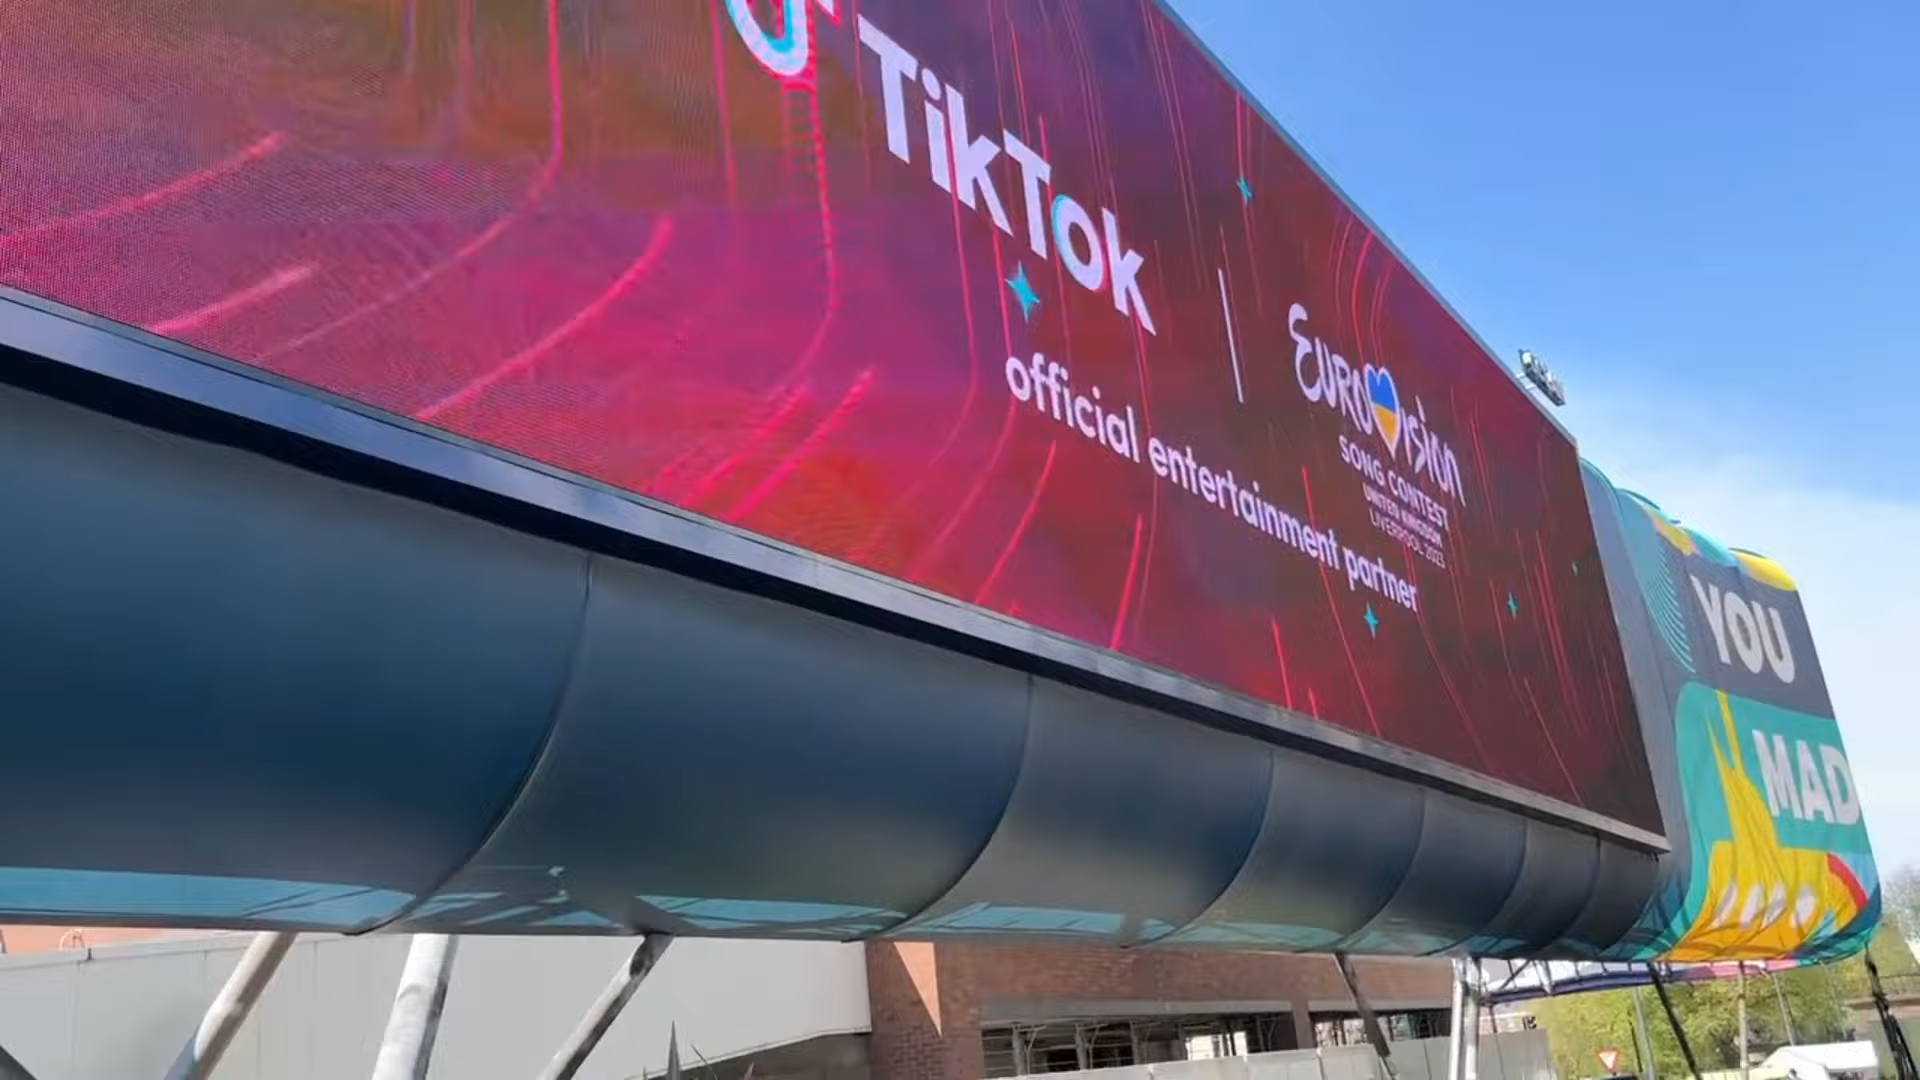 TikTok
EUROVISION
SONG CONTEST
UNITED KINGDOM
LIVERPOOL 2023
official entertainment partner
YOU
MAD